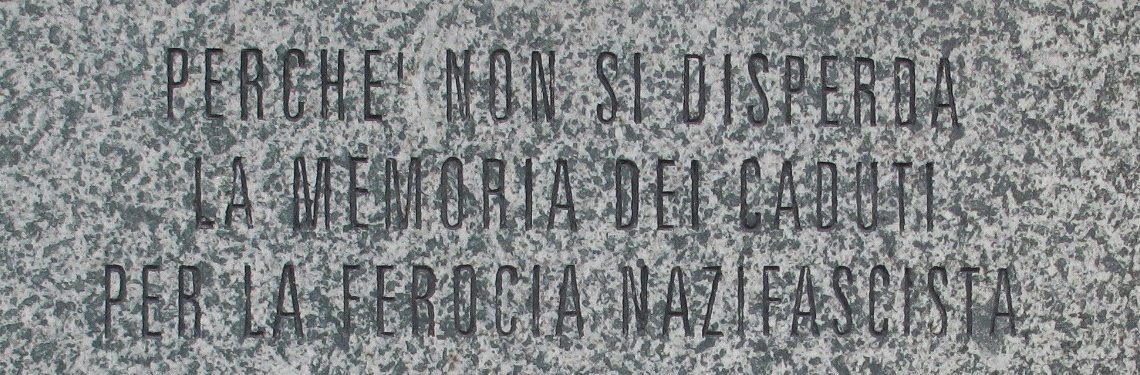 PERCHE' NON SI DISPERDA
LA MEMORIA DEI CADUTI
PER LA FEROCIA NAZIFASCISTA